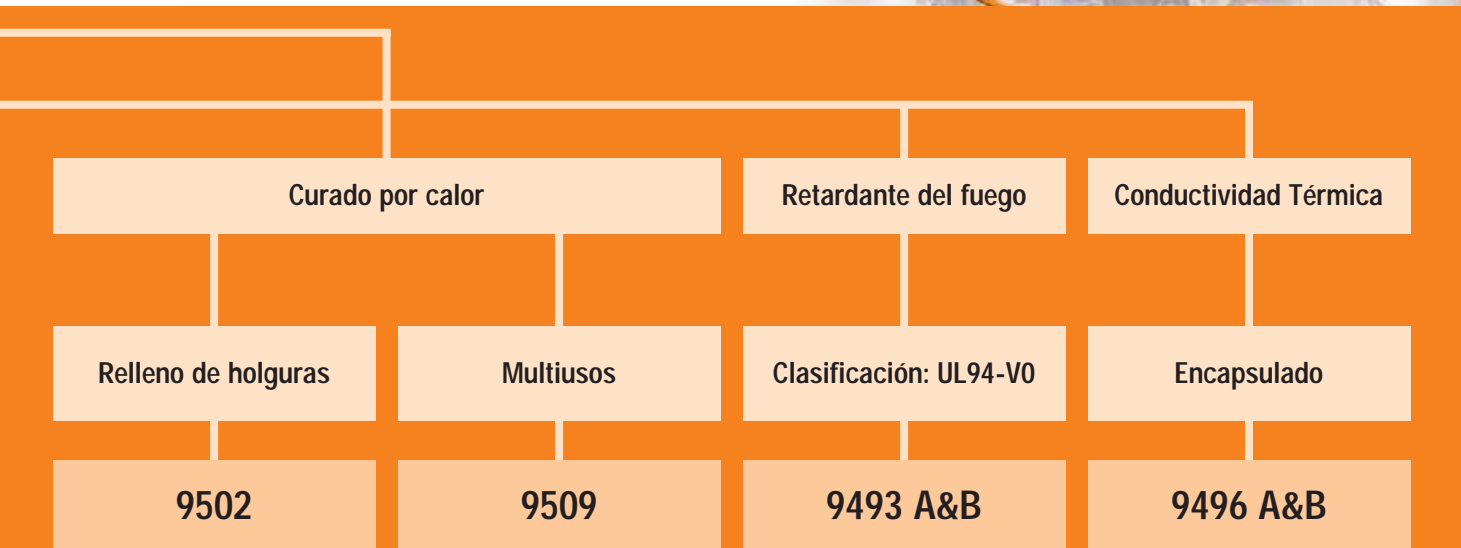 Curado por calor
Retardante del fuego
Conductividad Térmica
Relleno de holguras
Multiusos
Clasificación: UL94-V0
Encapsulado
9502
9509
9493 A&B
9496 A&B